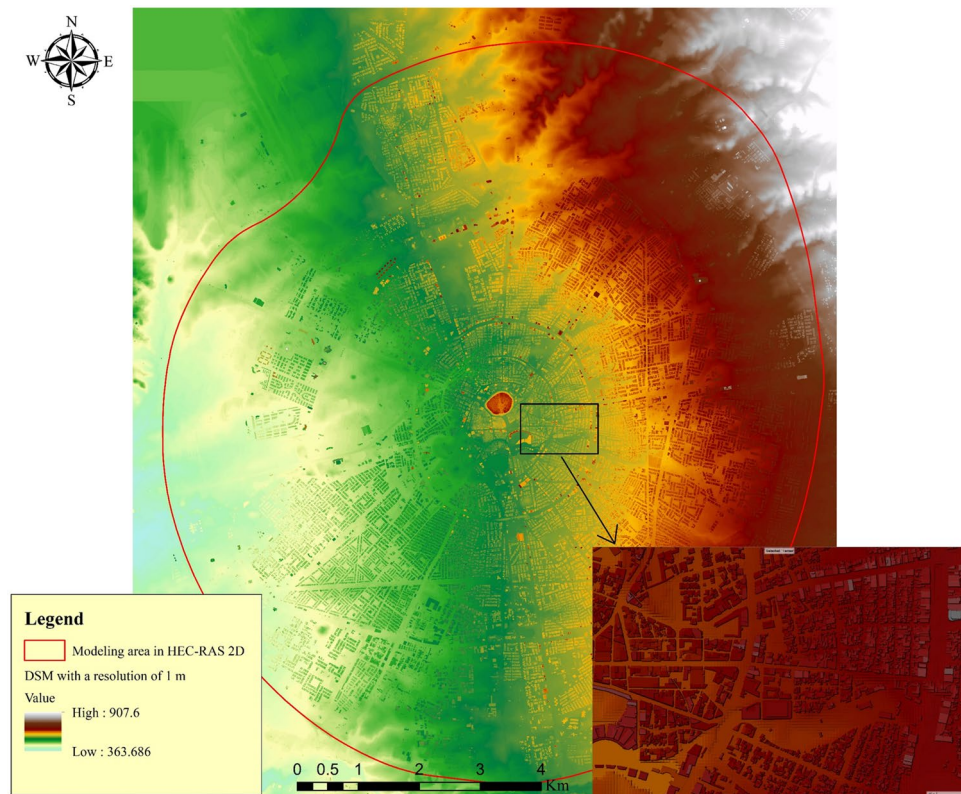 N
W E
S
Legend
Modeling area in HEC-RAS 2D
DSM with a resolution of 1 m
Value
High : 907.6
Low : 363.686
0 0.5 1 2 3 4
Km